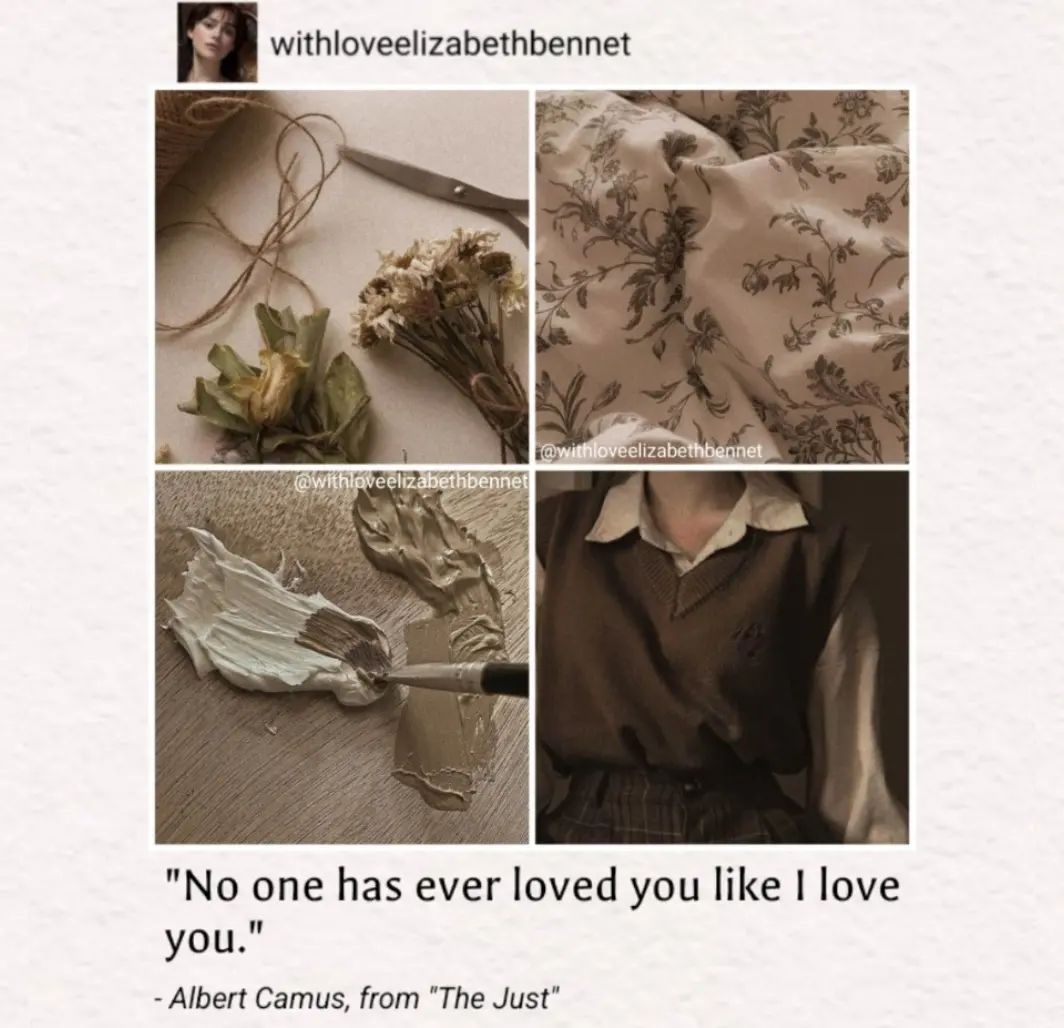 withloveelizabethbennet
@withloveelizabethbennet
@withloveelizabethbennet
"No one has ever loved you like I love
you."
- Albert Camus, from "The Just"